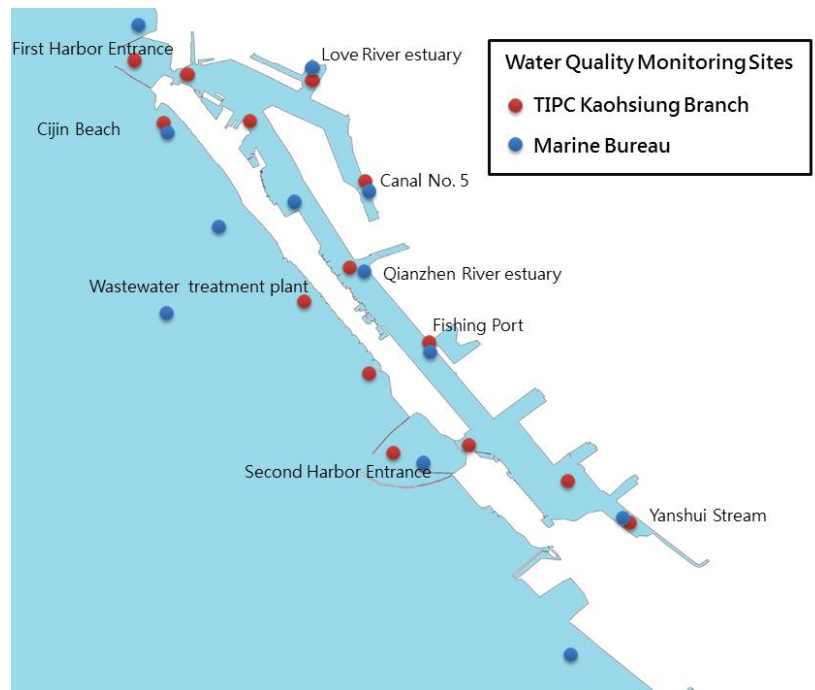 First Harbor Entrance
Love River estuary
Water Quality Monitoring Sites
TIPC Kaohsiung Branch
Marine Bureau
Cijin Beach
Canal No. 5
Qianzhen River estuary
Wastewater treatment plant
Fishing Port
Second Harbor Entrance
Yanshui Stream